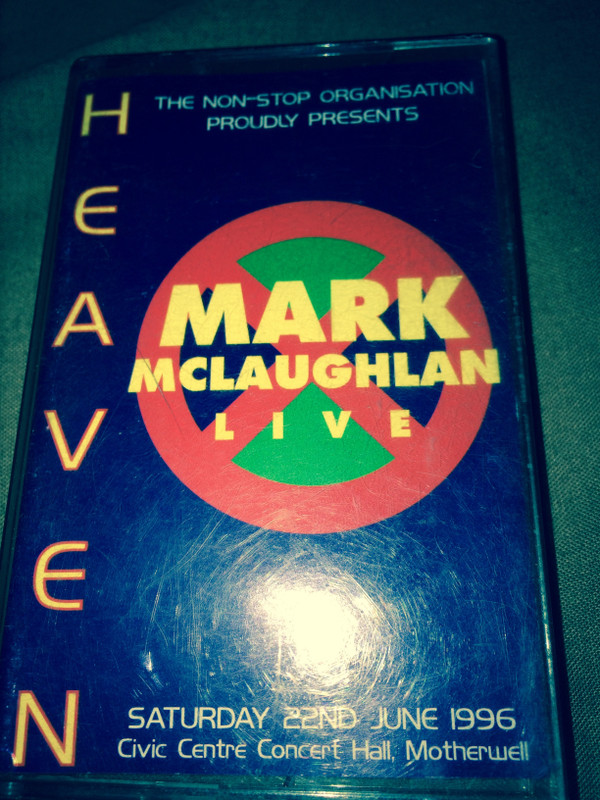 HEAVEN
THE NON-STOP ORGANISATION
PROUDLY PRESENTS
MARK
MCLAUGHLAN
LIVE
SATURDAY 22ND JUNE 1996
Civic Centre Concert Hall, Motherwell